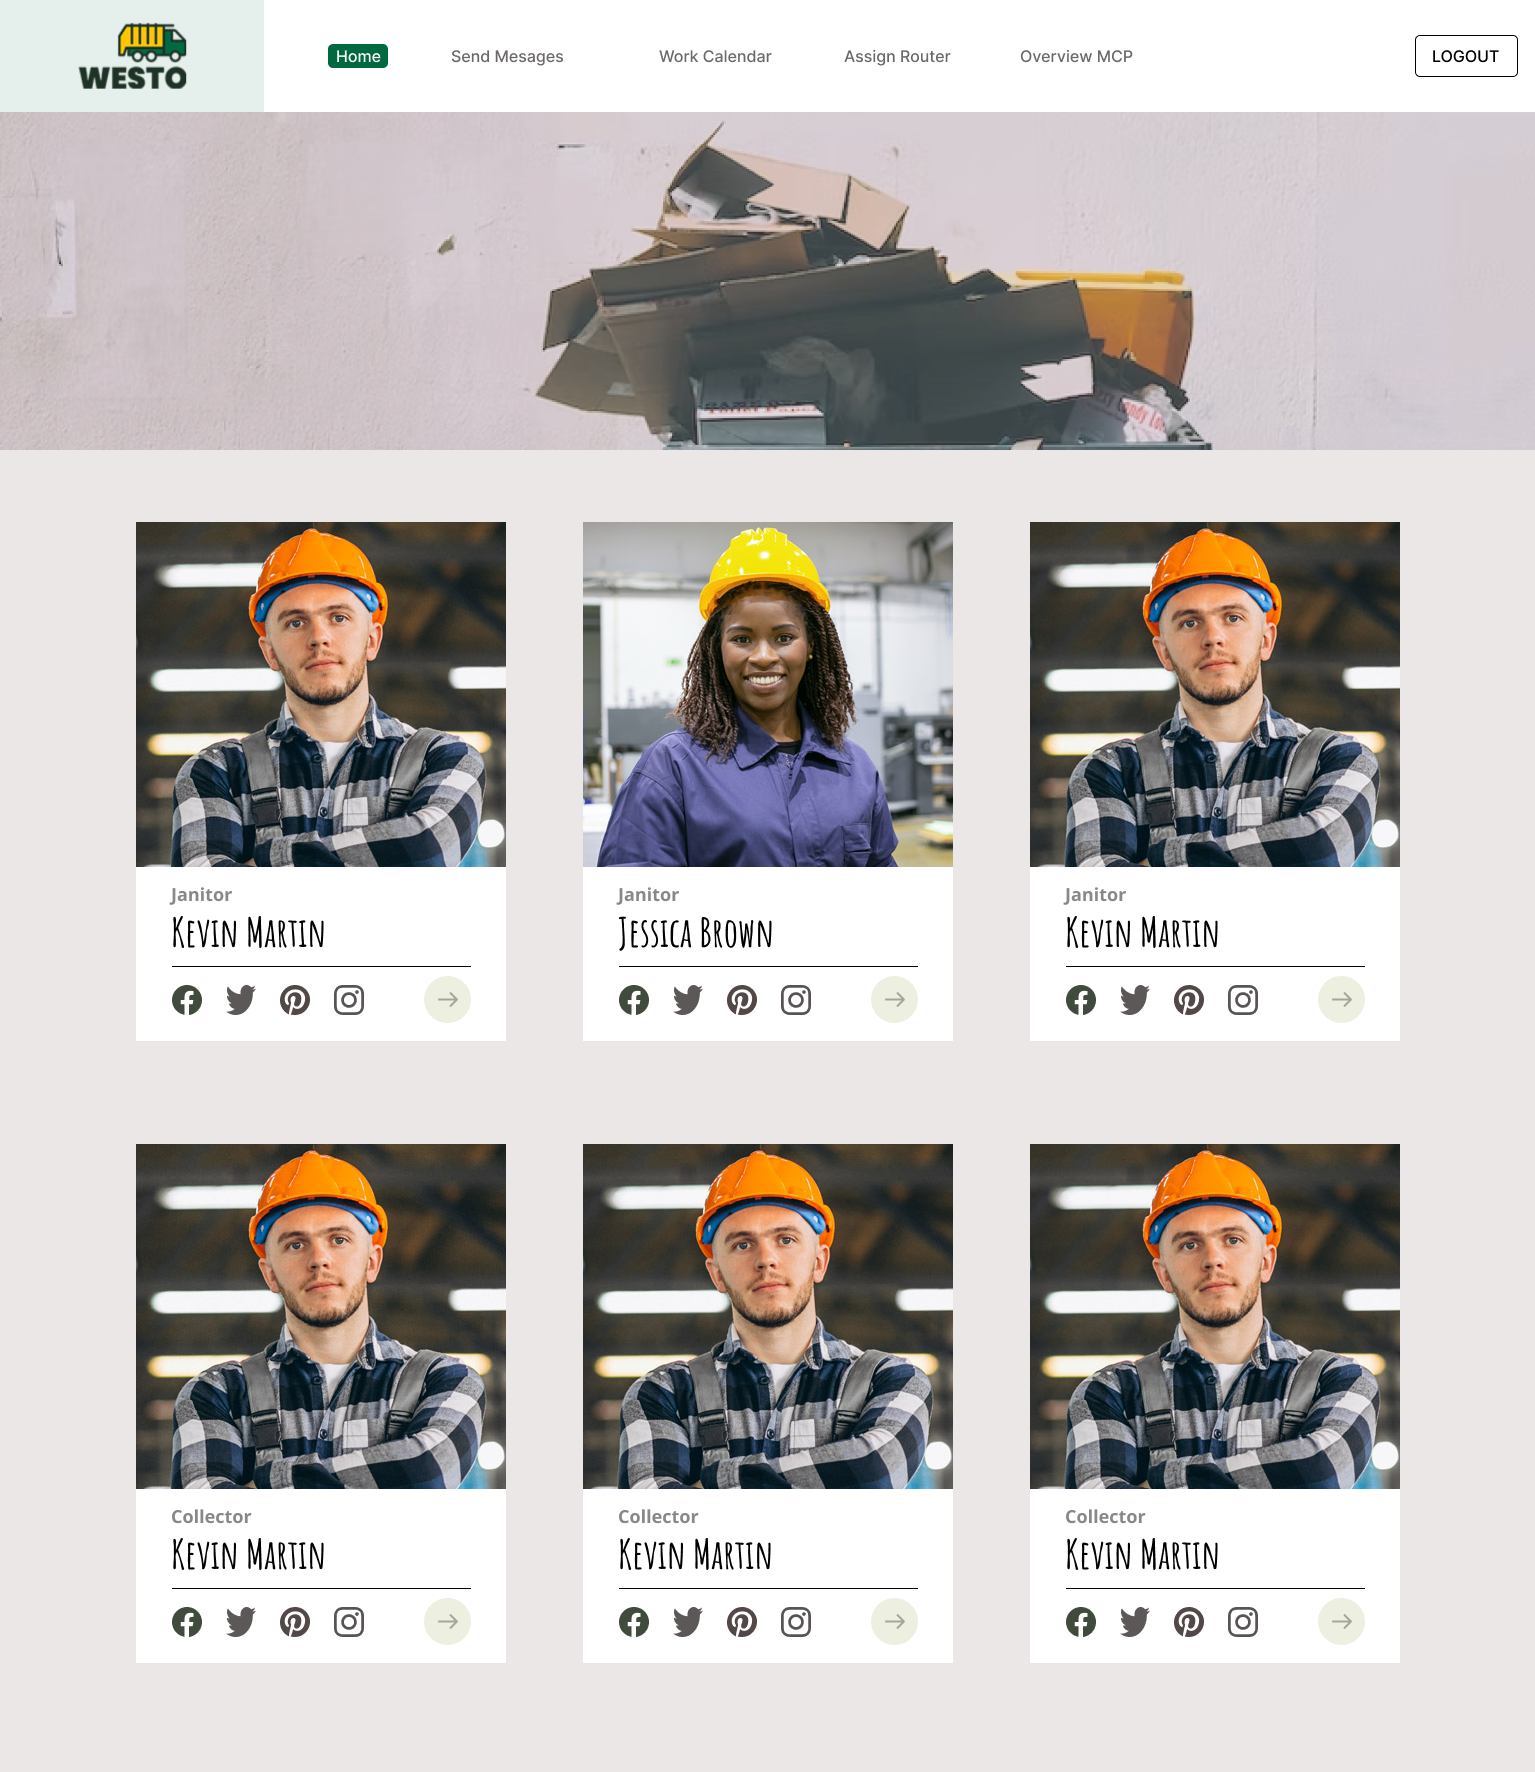 WESTO
Home
Send Mesages
Work Calendar
Assign Router
Overview MCP
LOGOUT
Janitor
Kevin Martin
Janitor
Jessica Brown
Janitor
Kevin Martin
Collector
Kevin Martin
Collector
Kevin Martin
Collector
Kevin Martin